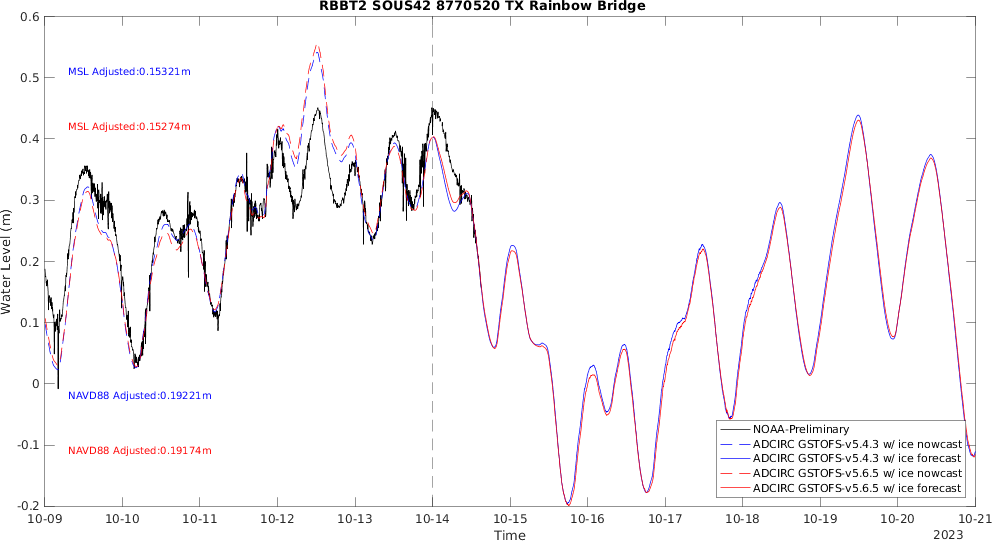 RBBT2 SOUS42 8770520 TX Rainbow Bridge
0.6
0.5
0.4
0.3
0.2
0.1
0
-0.1
-0.2
Water Level (m)
MSL Adjusted:0.15321m
MSL Adjusted:0.15274m
NAVD88 Adjusted:0.19221m
NAVD88 Adjusted:0.19174m
NOAA-Preliminary
ADCIRC GSTOFS-v5.4.3 w/ ice nowcast
ADCIRC GSTOFS-v5.4.3 w/ ice forecast
ADCIRC GSTOFS-v5.6.5 w/ ice nowcast
ADCIRC GSTOFS-v5.6.5 w/ ice forecast
10-09 10-10 10-11 10-12 10-13 10-14 10-15 10-16 10-17 10-18 10-19 10-20 10-21
Time
2023